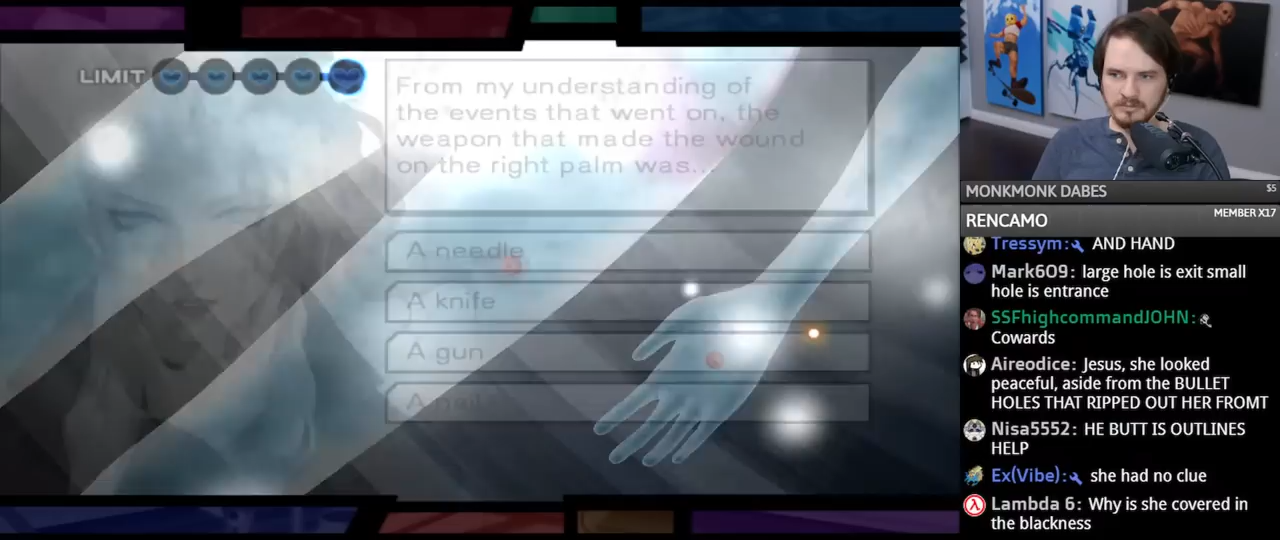 LIMIT
From my understanding of
the events that went on, the
weapon that made the wound
on the right palm was...
A needle
A knife
A gun
A nail
MONKMONK DABES
$5
RENCAMO
MEMBER X17
Tressym: AND HAND
Mark609: large hole is exit small
hole is entrance
SSFhighcommandJOHN:
Cowards
Aireodice: Jesus, she looked
peaceful, aside from the BULLET
HOLES THAT RIPPED OUT HER FROMT
Nisa5552: HE BUTT IS OUTLINES
HELP
Ex(Vibe): she had no clue
Lambda 6: Why is she covered in
the blackness